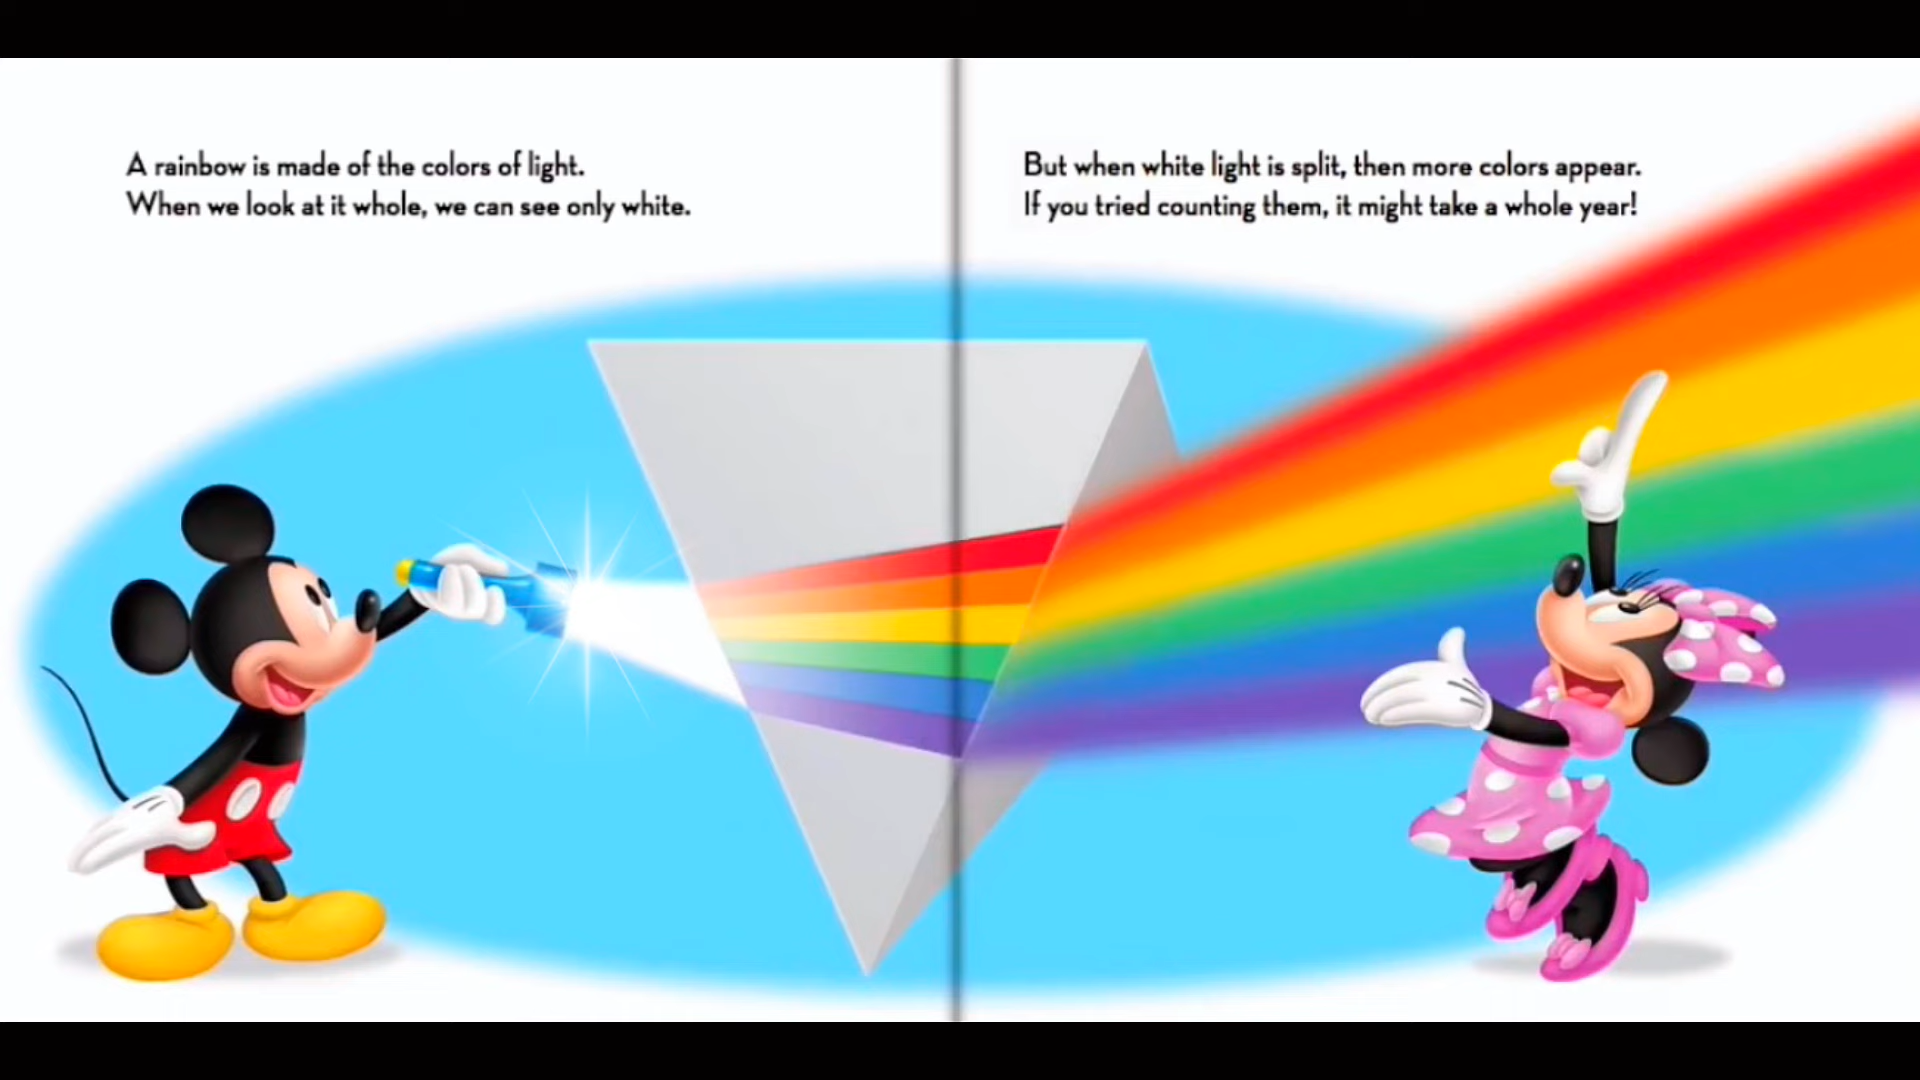 A rainbow is made of the colors of light.
When we look at it whole, we can see only white.
But when white light is split, then more colors appear.
If you tried counting them, it might take a whole year!